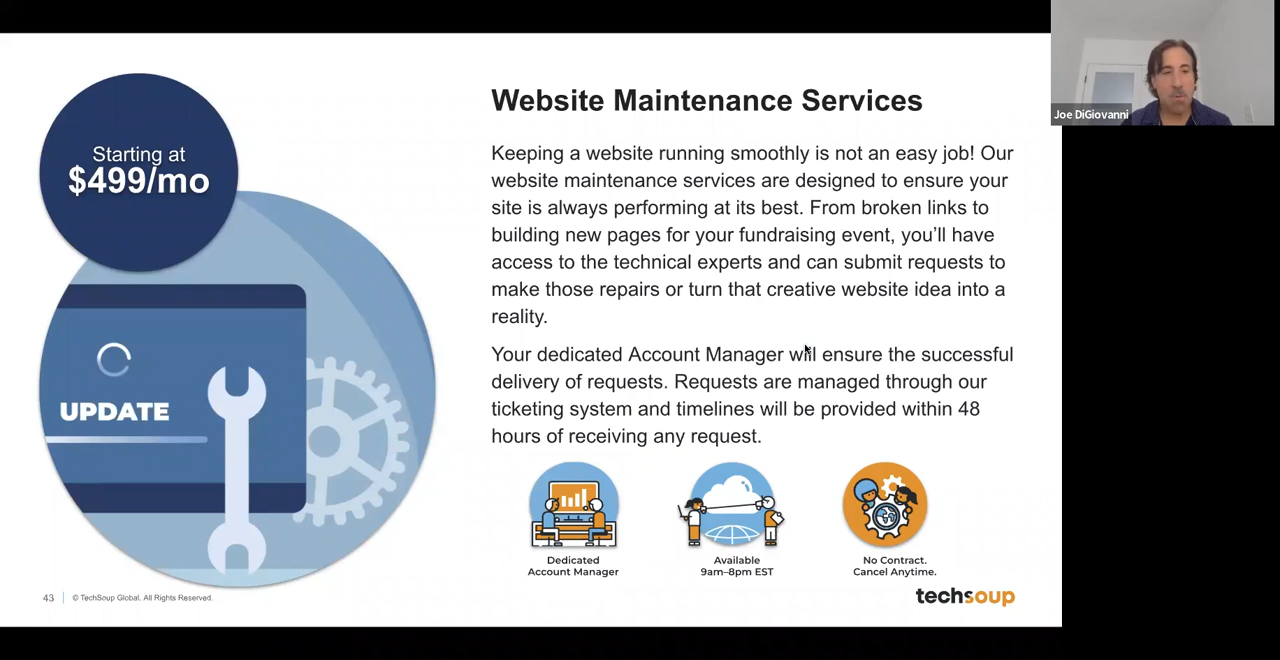 Joe DiGiovanni
Starting at
$499/mo
UPDATE
Website Maintenance Services
Keeping a website running smoothly is not an easy job! Our
website maintenance services are designed to ensure your
site is always performing at its best. From broken links to
building new pages for your fundraising event, you’ll have
access to the technical experts and can submit requests to
make those repairs or turn that creative website idea into a
reality.
Your dedicated Account Manager will ensure the successful
delivery of requests. Requests are managed through our
ticketing system and timelines will be provided within 48
hours of receiving any request.
Dedicated
Account Manager
Available
9am–8pm EST
No Contract.
Cancel Anytime.
43
© TechSoup Global. All Rights Reserved.
techsoup